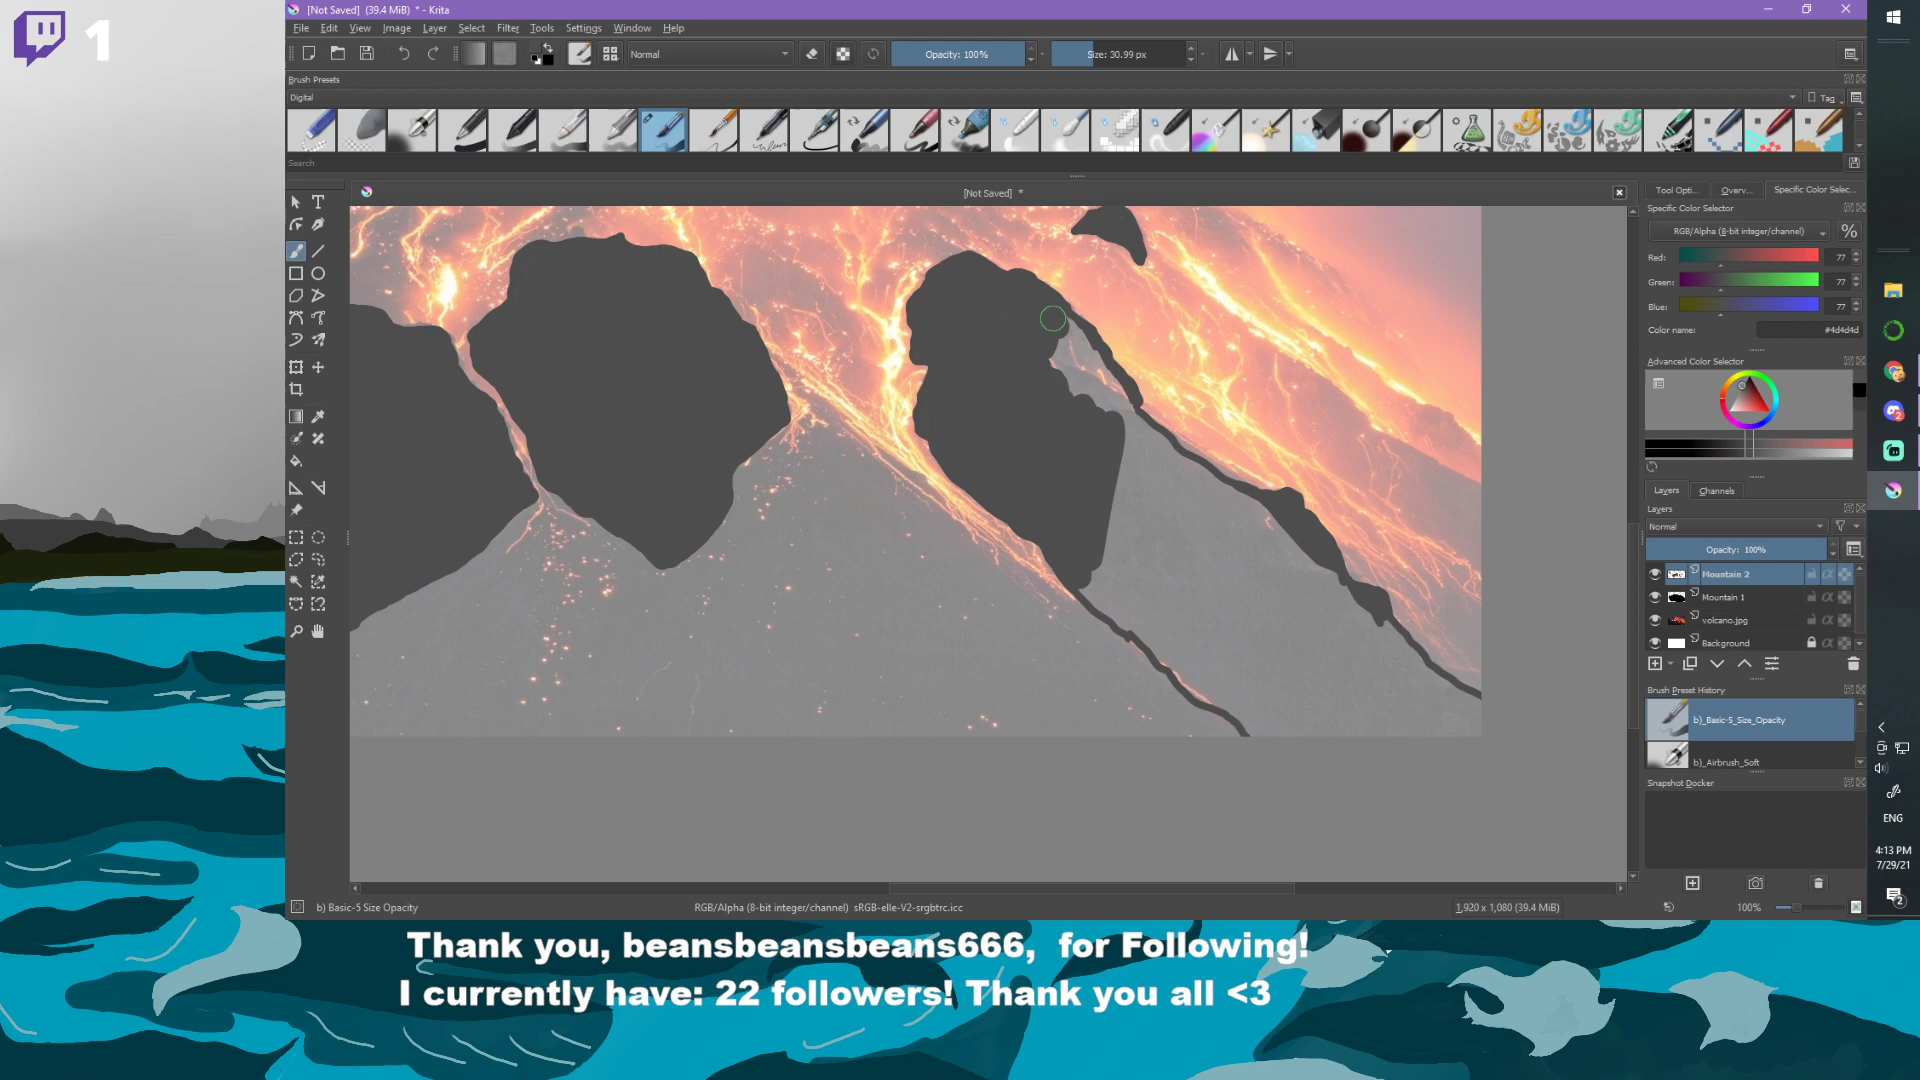 1
[Not Saved]  (39.4 MiB)  * - Krita
File Edit View Image Layer Select Filter Tools Settings Window Help
Normal
Opacity: 100%
Size: 30.99 px
Brush Presets
Digital
Tag
Search
[Not Saved] *
Tool Opti... Overv... Specific Color Selec...
Specific Color Selector
RGB/Alpha (8-bit integer/channel)
%
Red: 77
Green: 77
Blue: 77
Color name: #4d4d4d
Advanced Color Selector
Layers Channels
Layers
Normal
Opacity: 100%
Mountain 2
Mountain 1
volcano.jpg
Background
Brush Preset History
b)_Basic-5_Size_Opacity
b)_Airbrush_Soft
Snapshot Docker
ENG
4:13 PM
7/29/21
2
b) Basic-5 Size Opacity
RGB/Alpha (8-bit integer/channel)  sRGB-elle-V2-srgbtrc.icc
1,920 x 1,080 (39.4 MiB)
100%
Thank you, beansbeansbeans666,  for Following!
I currently have: 22 followers! Thank you all <3